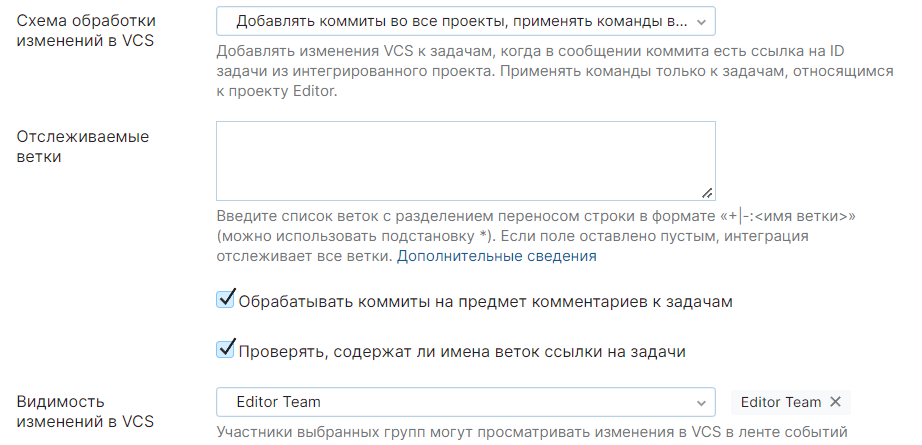 Схема обработки
изменений в VCS
Добавлять коммиты во все проекты, применять команды в...
Добавлять изменения VCS к задачам, когда в сообщении коммита есть ссылка на ID
задачи из интегрированного проекта. Применять команды только к задачам, относящимся
к проекту Editor.
Отслеживаемые
ветки
Введите список веток с разделением переносом строки в формате «+|-:<имя ветки>»
(можно использовать подстановку *). Если поле оставлено пустым, интеграция
отслеживает все ветки. Дополнительные сведения
Обрабатывать коммиты на предмет комментариев к задачам
Проверять, содержат ли имена веток ссылки на задачи
Видимость
изменений в VCS
Editor Team
Editor Team
Участники выбранных групп могут просматривать изменения в VCS в ленте событий